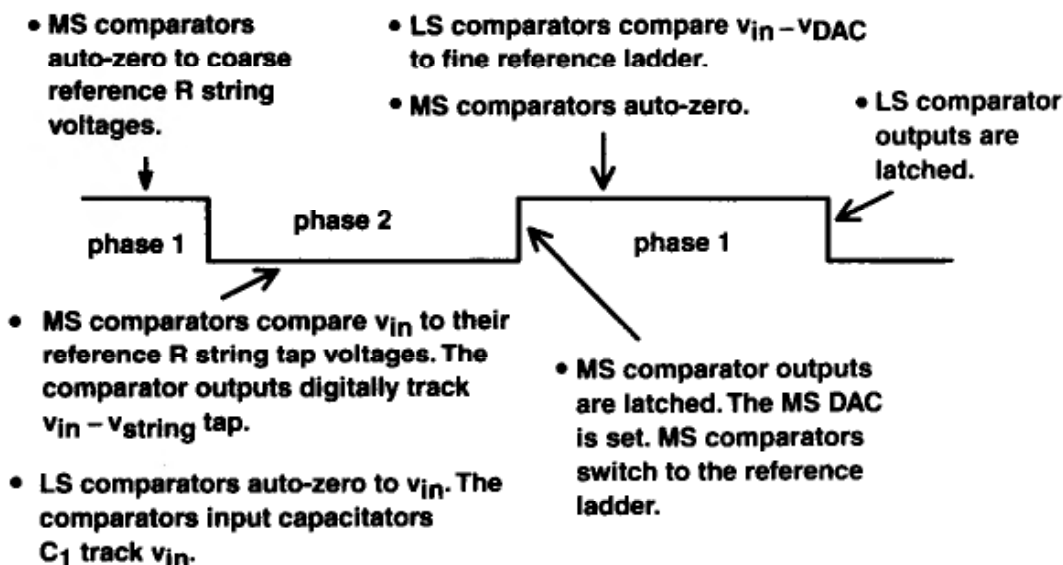 • MS comparators
auto-zero to coarse
reference R string
voltages.
• LS comparators compare vin – vDAC
to fine reference ladder.
• MS comparators auto-zero.
• LS comparator
outputs are
latched.
phase 1
phase 2
phase 1
• MS comparators compare vin to their
reference R string tap voltages. The
comparator outputs digitally track
vin – vstring tap.
• LS comparators auto-zero to vin. The
comparators input capacitators
C1 track vin.
• MS comparator outputs
are latched. The MS DAC
is set. MS comparators
switch to the reference
ladder.